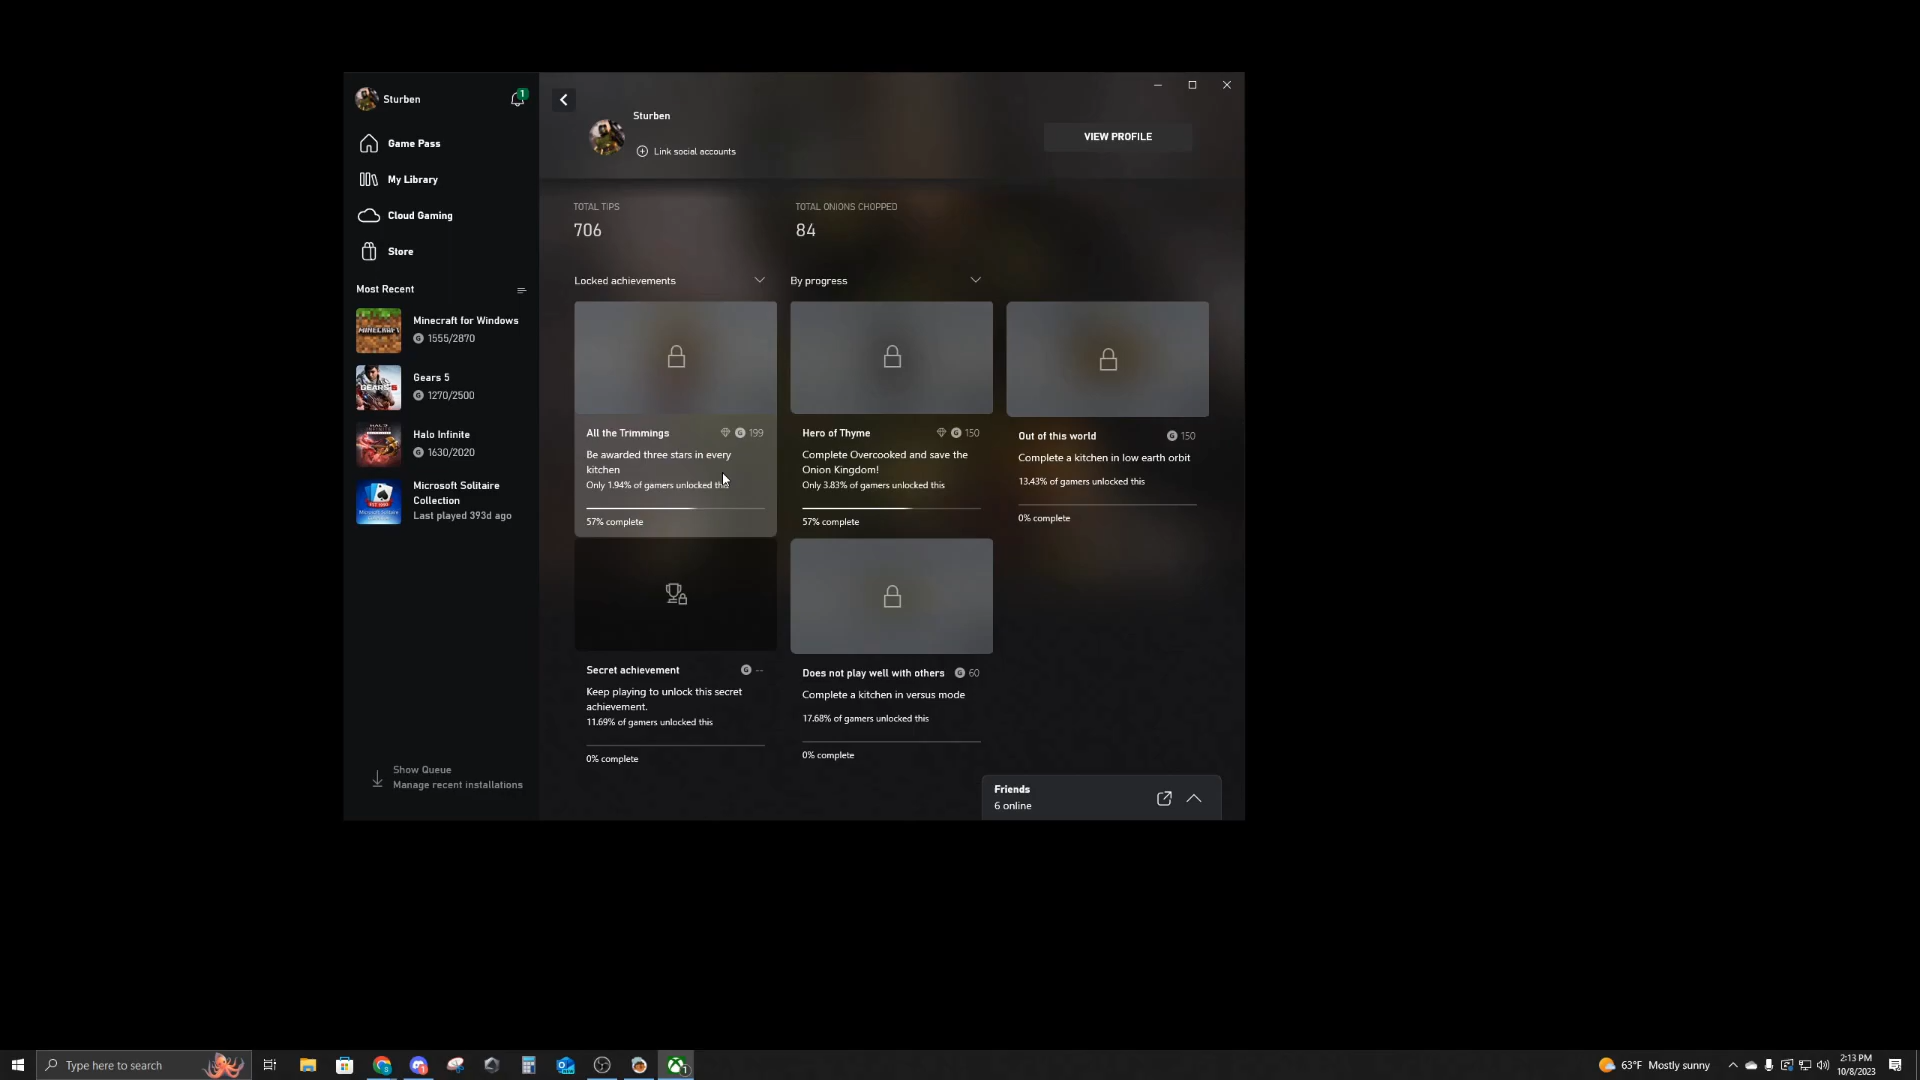 Sturben
1
Game Pass
My Library
Cloud Gaming
Store
Most Recent
MINECRAFT
Minecraft for Windows
G 1555/2870
GEARS 5
Gears 5
G 1270/2500
Halo Infinite
G 1630/2020
Microsoft Solitaire
Collection
Last played 393d ago
Show Queue
Manage recent installations
Sturben
Link social accounts
VIEW PROFILE
TOTAL TIPS
706
TOTAL ONIONS CHOPPED
84
Locked achievements
By progress
All the Trimmings G 199
Be awarded three stars in every
kitchen
Only 1.94% of gamers unlocked this
57% complete
Hero of Thyme G 150
Complete Overcooked and save the
Onion Kingdom!
Only 3.83% of gamers unlocked this
57% complete
Out of this world G 150
Complete a kitchen in low earth orbit
13.43% of gamers unlocked this
0% complete
Secret achievement G --
Keep playing to unlock this secret
achievement.
11.69% of gamers unlocked this
0% complete
Does not play well with others G 60
Complete a kitchen in versus mode
17.68% of gamers unlocked this
0% complete
Friends
6 online
Type here to search
63°F Mostly sunny
2:13 PM
10/8/2023